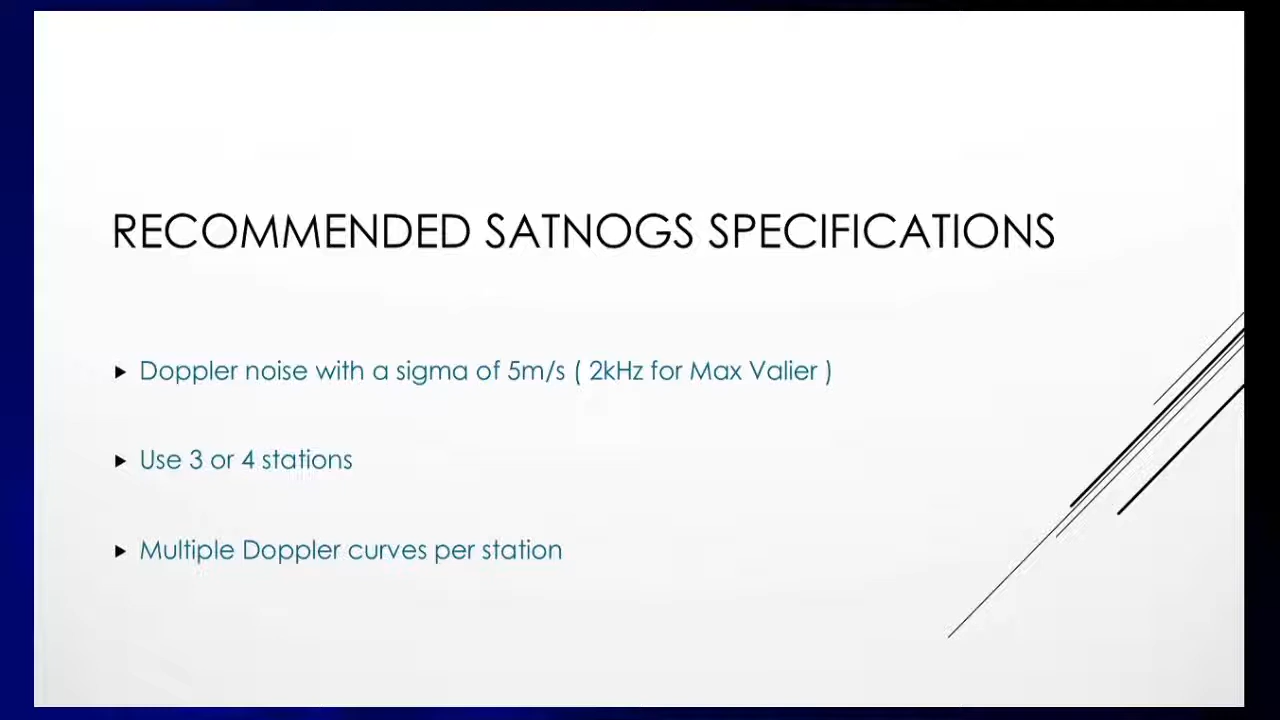 RECOMMENDED SATNOGS SPECIFICATIONS
Doppler noise with a sigma of 5m/s ( 2kHz for Max Valier )
Use 3 or 4 stations
Multiple Doppler curves per station